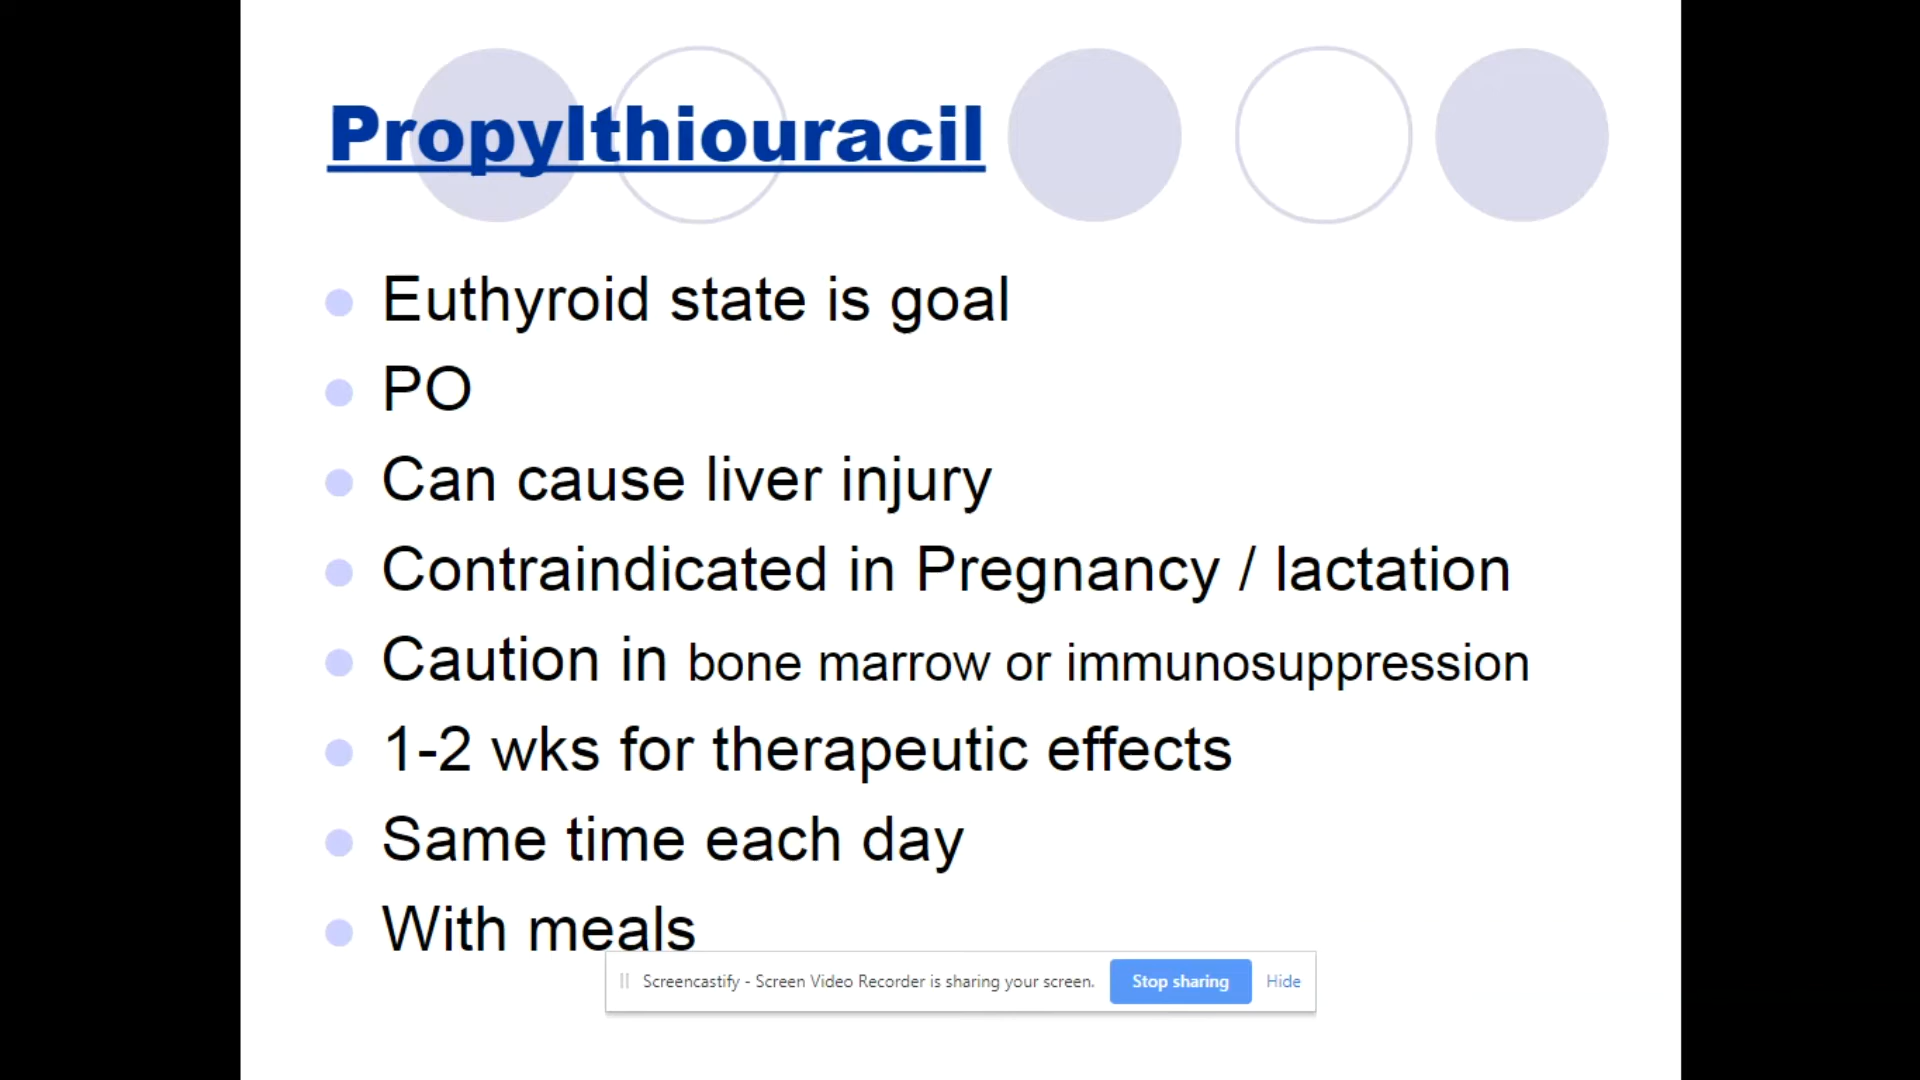 Propylthiouracil
Euthyroid state is goal
PO
Can cause liver injury
Contraindicated in Pregnancy / lactation
Caution in bone marrow or immunosuppression
1-2 wks for therapeutic effects
Same time each day
With meals
Screencastify - Screen Video Recorder is sharing your screen. Stop sharing Hide